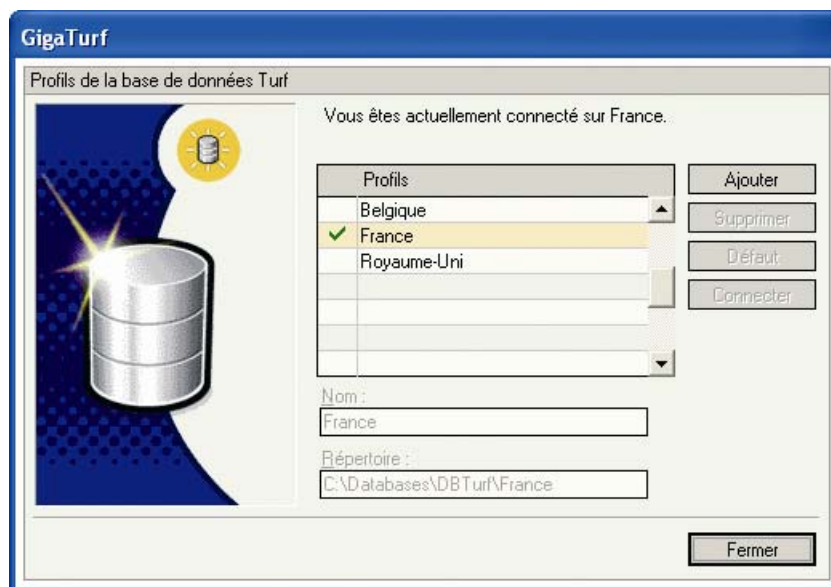 GigaTurf
Profils de la base de données Turf
Vous êtes actuellement connecté sur France.
Profils
Belgique
France
Royaume-Uni
Ajouter
Supprimer
Défaut
Connecter
Nom :
France
Répertoire :
C:\Databases\DBTurf\France
Fermer